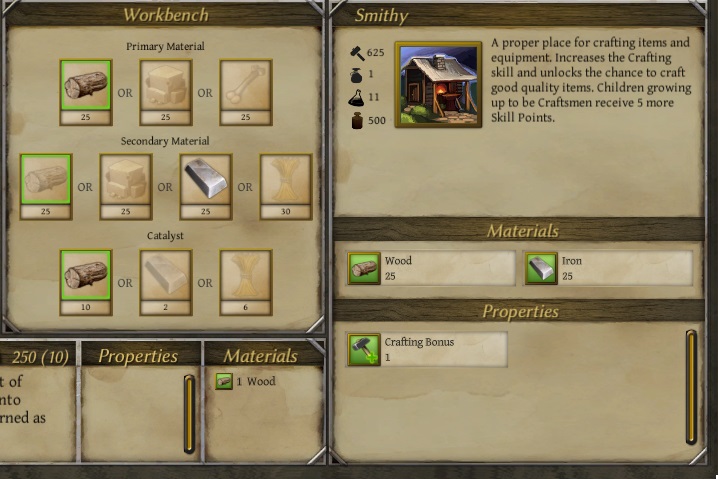 Workbench
Primary Material
OR
OR
25
25
25
Secondary Material
OR
OR
OR
25
25
25
30
Catalyst
OR
OR
10
2
6
250 (10)
t of
nto
rned as
Properties
Materials
1 Wood
Smithy
625
1
11
500
A proper place for crafting items and
equipment. Increases the Crafting
skill and unlocks the chance to craft
good quality items. Children growing
up to be Craftsmen receive 5 more
Skill Points.
Materials
Wood
25
Iron
25
Properties
Crafting Bonus
1